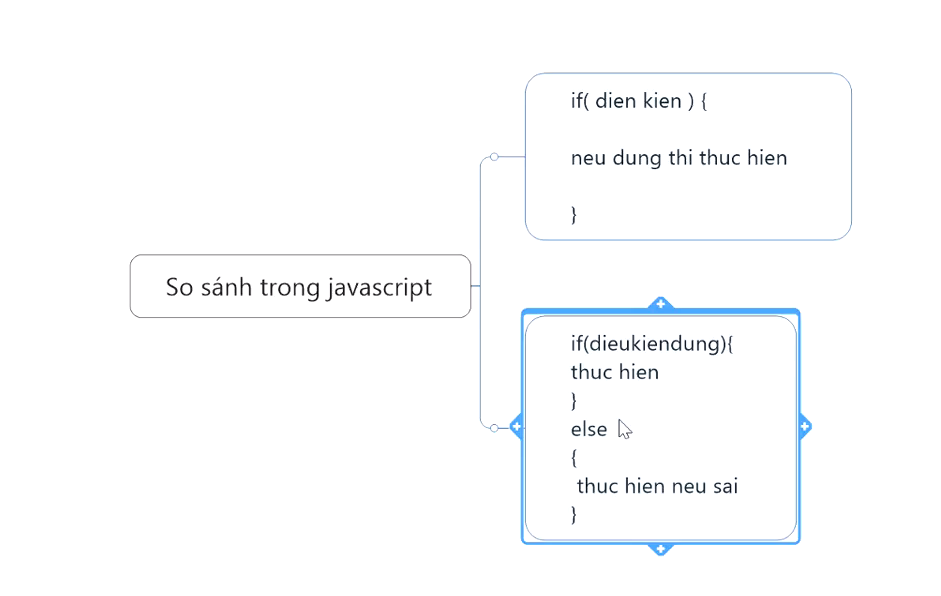 So sánh trong javascript
if( dien kien ) {
neu dung thi thuc hien
}
if(dieukiendung){
thuc hien
}
else
{
thuc hien neu sai
}